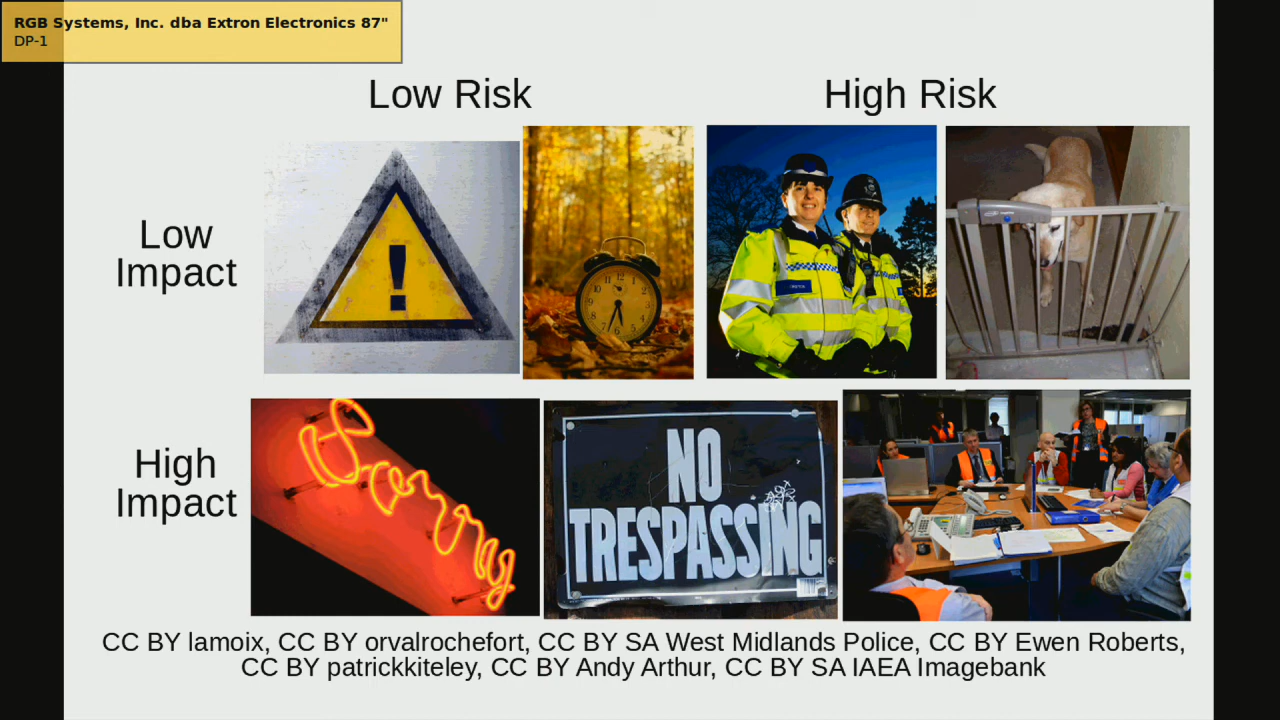 RGB Systems, Inc. dba Extron Electronics 87"
DP-1
Low Risk
High Risk
Low
Impact
!
12
6
High
Impact
Sorry
NO
TRESPASSING
CC BY lamoix, CC BY orvalrochefort, CC BY SA West Midlands Police, CC BY Ewen Roberts,
CC BY patrickkiteley, CC BY Andy Arthur, CC BY SA IAEA Imagebank